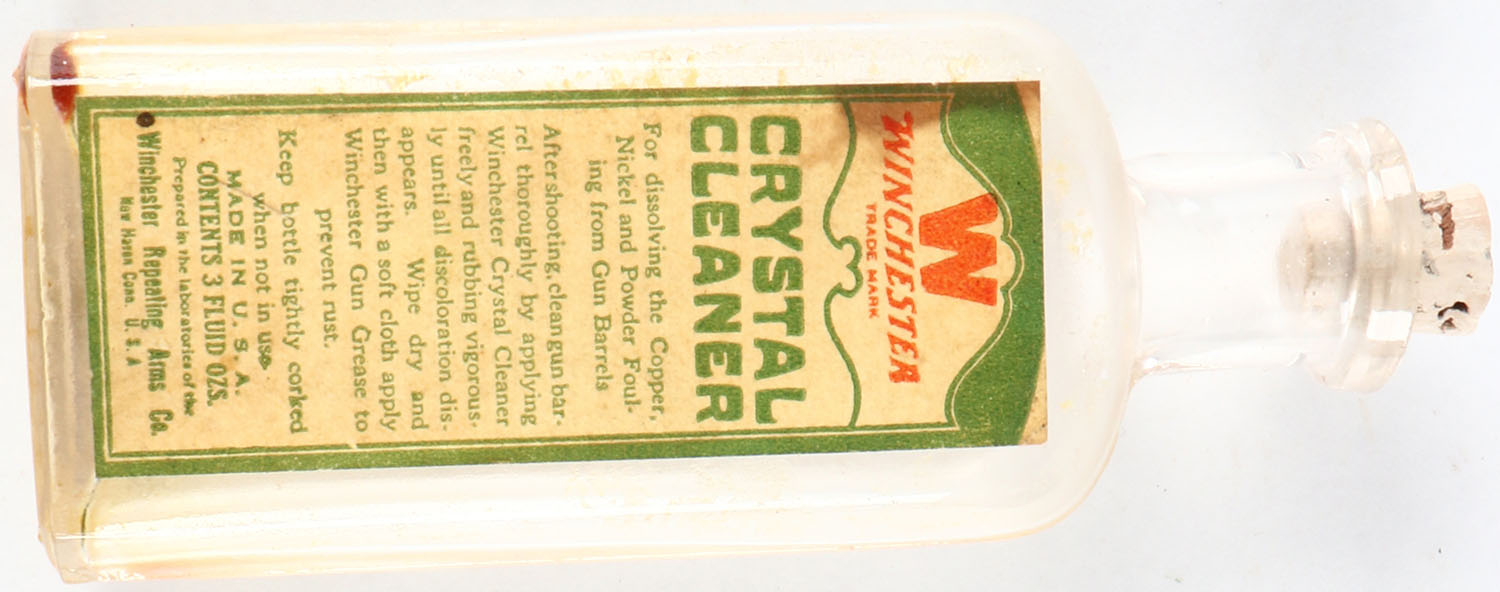 W
WINCHESTER
TRADE MARK
CRYSTAL
CLEANER
For dissolving the Copper,
Nickel and Powder Foul-
ing from Gun Barrels
After shooting, clean gun bar-
rel thoroughly by applying
Winchester Crystal Cleaner
freely and rubbing vigorous-
ly until all discoloration dis-
appears. Wipe dry and
then with a soft cloth apply
Winchester Gun Grease to
prevent rust.
Keep bottle tightly corked
when not in use
MADE IN U. S. A.
CONTENTS 3 FLUID OZS.
Prepared in the laboratories of the
Winchester Repeating Arms Co.
New Haven Conn. U. S. A